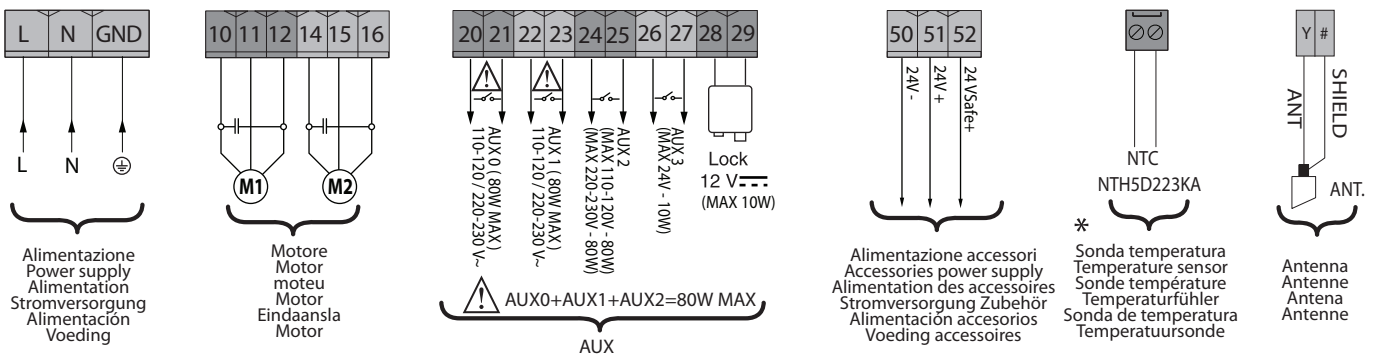 L N GND
L N
Alimentazione
Power supply
Alimentation
Stromversorgung
Alimentación
Voeding
10 11 12 14 15 16
M1 M2
Motore
Motor
moteu
Motor
Eindaansla
Motor
20 21 22 23 24 25 26 27 28 29
AUX 0 ( 80W MAX )
110-120 / 220-230 V~
AUX 1 ( 80W MAX )
110-120 / 220-230 V~
AUX 2
(MAX 110-120V - 80W)
(MAX 220-230V - 80W)
AUX 3
(MAX 24V - 10W)
Lock
12 V
(MAX 10W)
! AUX0+AUX1+AUX2=80W MAX
AUX
50 51 52
24V -
24V +
24 VSafe+
Alimentazione accessori
Accessories power supply
Alimentation des accessoires
Stromversorgung Zubehör
Alimentación accesorios
Voeding accessoires
NTC
NTH5D223KA
*
Sonda temperatura
Temperature sensor
Sonde température
Temperaturfühler
Sonda de temperatura
Temperatuursonde
Y #
ANT
SHIELD
ANT.
Antenna
Antenne
Antena
Antenne